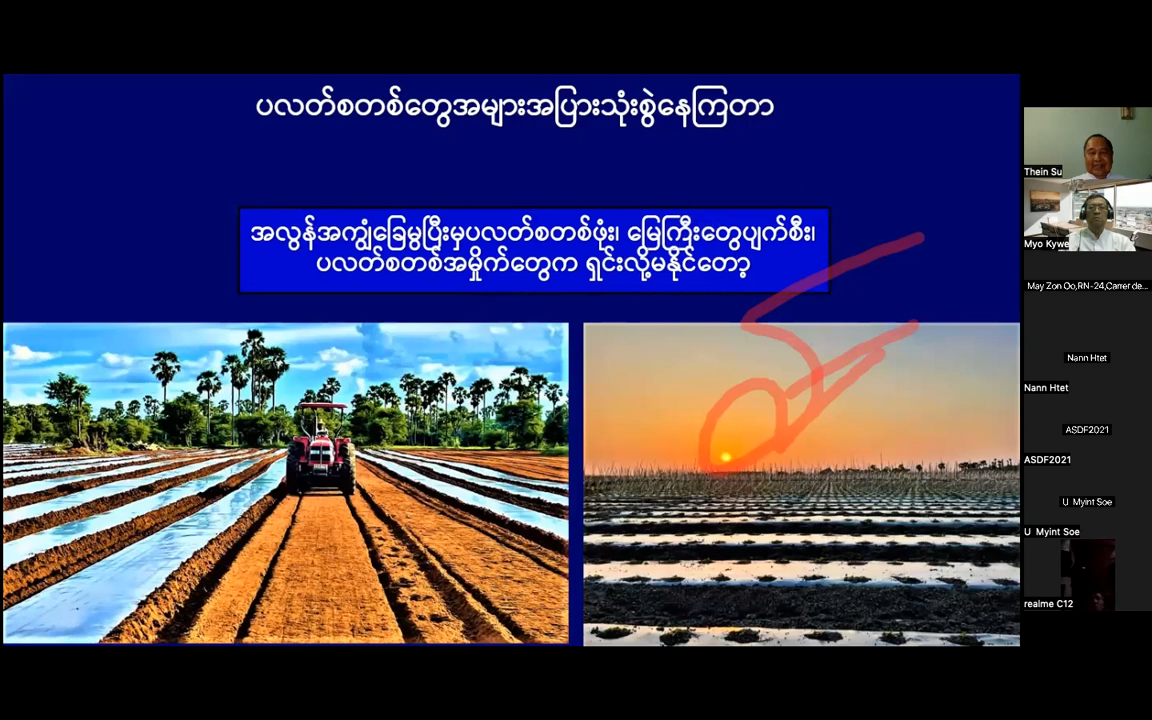 ပလတ်စတစ်တွေအများအပြားသုံးစွဲနေကြတာ
အလွန်အကျွံခြေမွပြီးမှပလတ်စတစ်ဖုံး၊ မြေကြီးတွေပျက်စီး၊
ပလတ်စတစ်အမှိုက်တွေက ရှင်းလို့မနိုင်တော့
Thein Su
Myo Kywe
May Zon Oo,RN-24,Carrer de...
Nann Htet
Nann Htet
ASDF2021
ASDF2021
U Myint Soe
U Myint Soe
realme C12